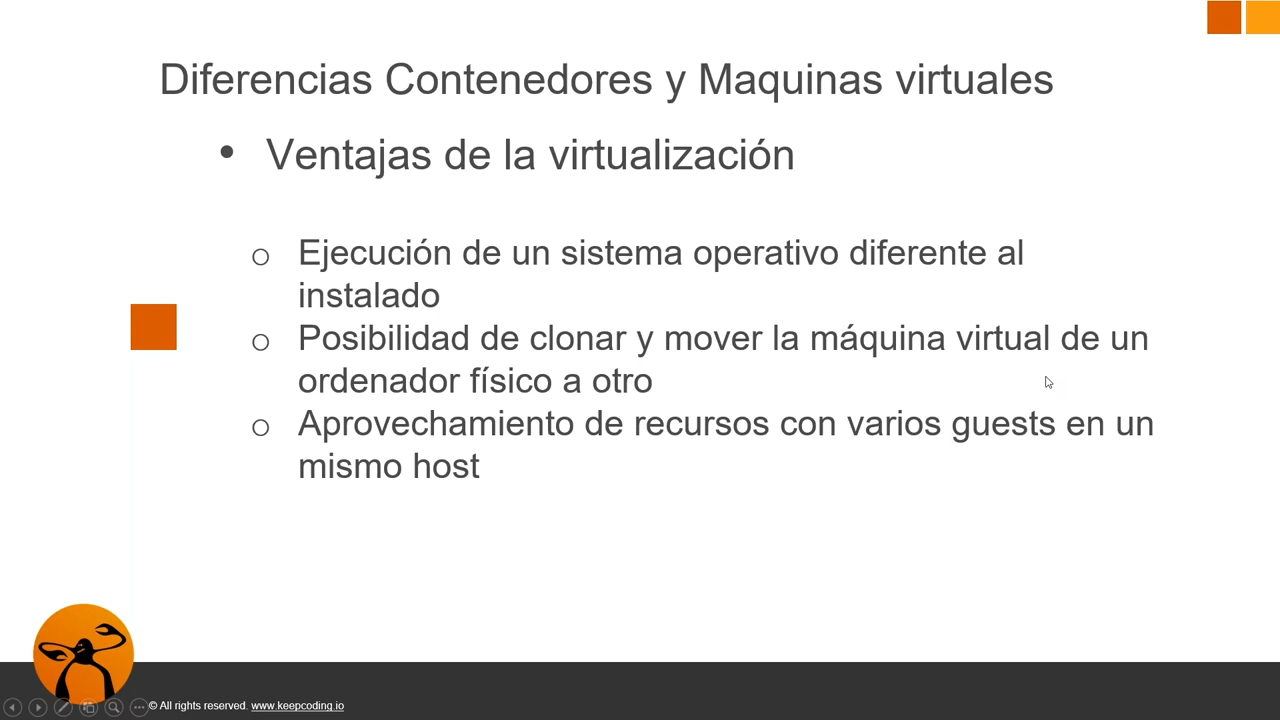 Diferencias Contenedores y Maquinas virtuales
• Ventajas de la virtualización
o Ejecución de un sistema operativo diferente al
instalado
o Posibilidad de clonar y mover la máquina virtual de un
ordenador físico a otro
o Aprovechamiento de recursos con varios guests en un
mismo host
© All rights reserved. www.keepcoding.io